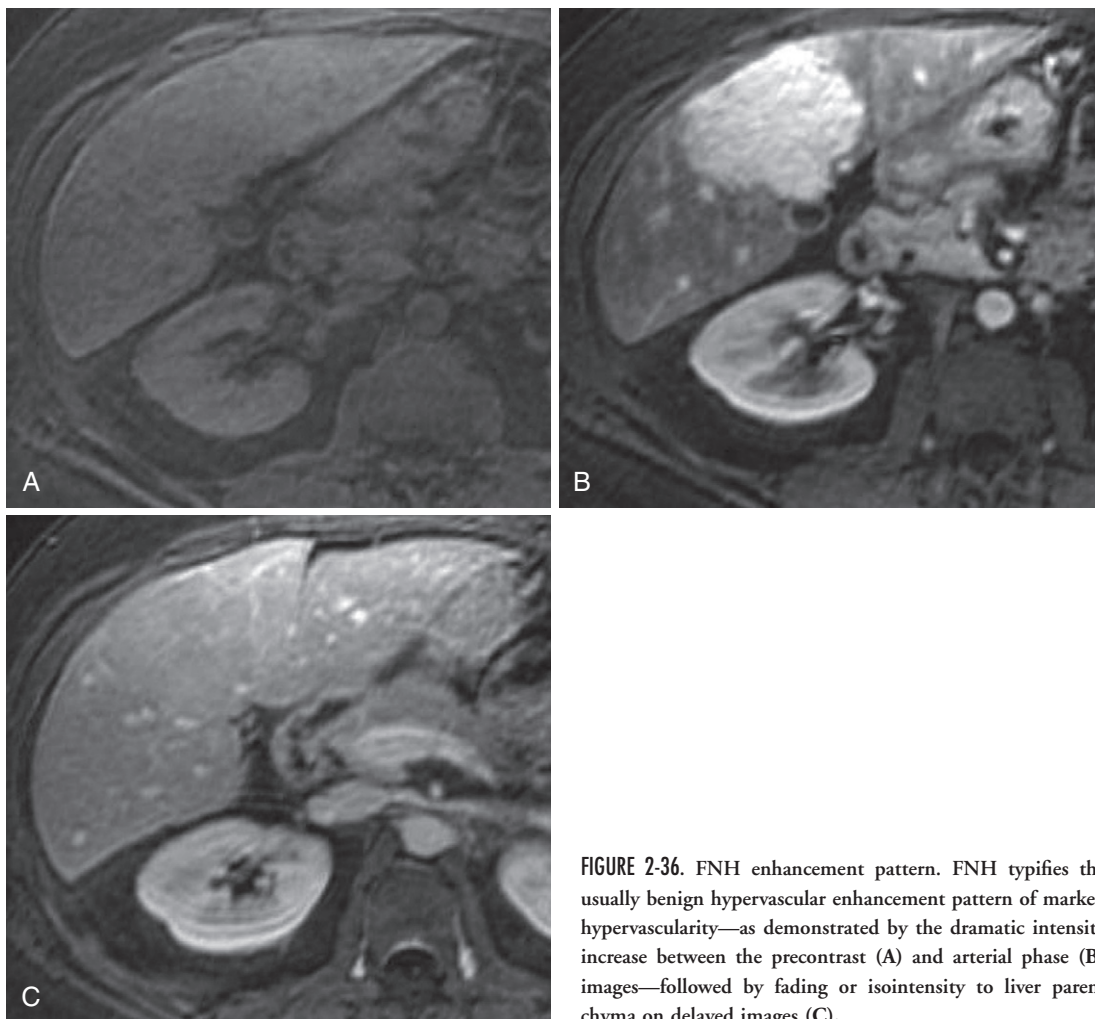 A
B
C
FIGURE 2-36. FNH enhancement pattern. FNH typifies th
usually benign hypervascular enhancement pattern of marke
hypervascularity—as demonstrated by the dramatic intensit
increase between the precontrast (A) and arterial phase (B
images—followed by fading or isointensity to liver paren
chyma on delayed images (C).